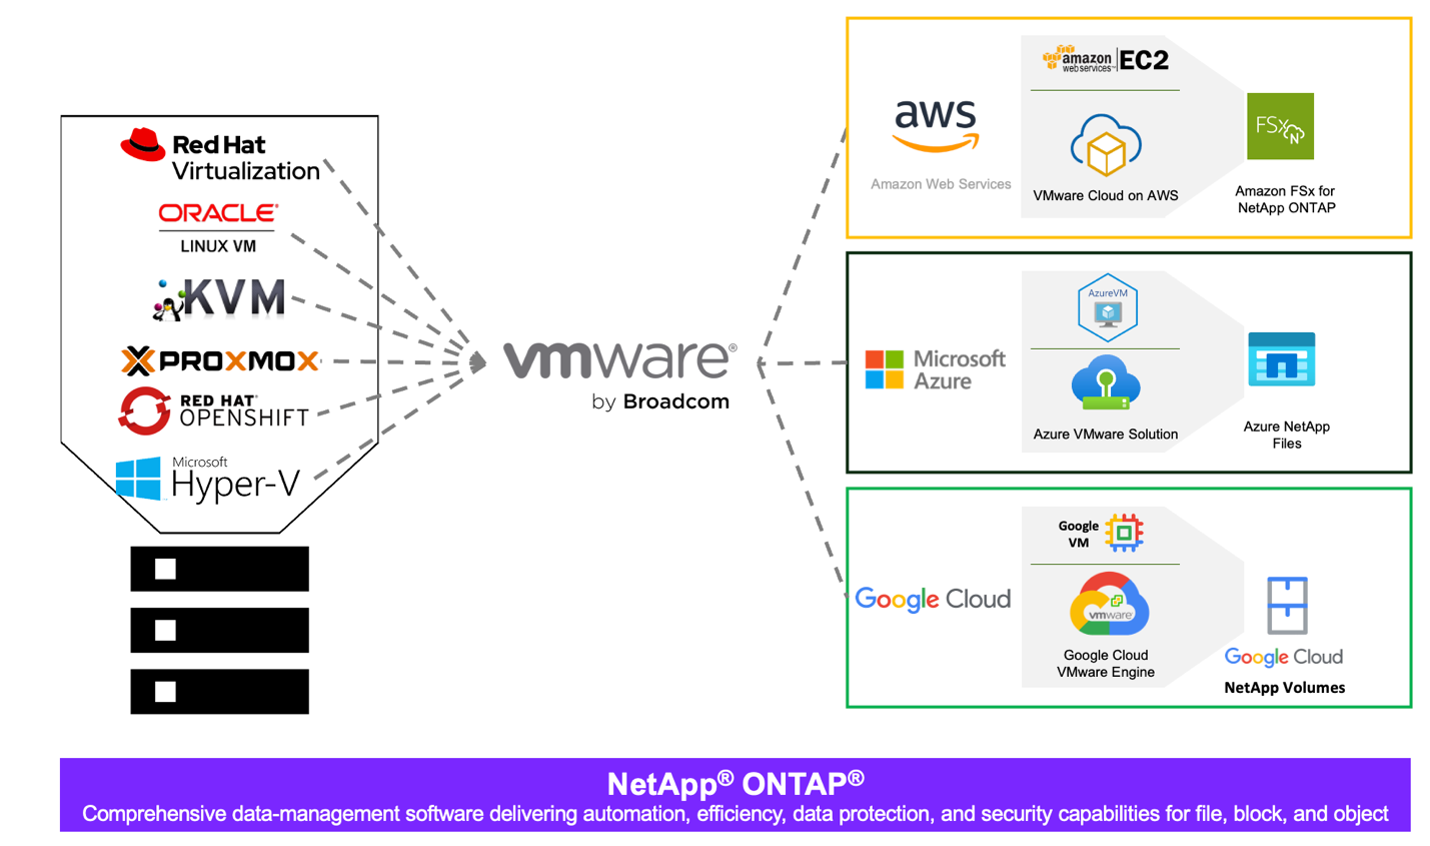 Red Hat
Virtualization
ORACLE®
LINUX VM
KVM
PROXMOX
RED HAT®
OPENSHIFT
Microsoft
Hyper-V
vmware®
by Broadcom
aws
Amazon Web Services
amazon
webservices™
EC2
VMware Cloud on AWS
FSx
N
Amazon FSx for
NetApp ONTAP
Microsoft
Azure
AzureVM
Azure VMware Solution
Azure NetApp
Files
Google Cloud
Google
VM
vmware®
Google Cloud
VMware Engine
Google Cloud
NetApp Volumes
NetApp® ONTAP®
Comprehensive data-management software delivering automation, efficiency, data protection, and security capabilities for file, block, and object